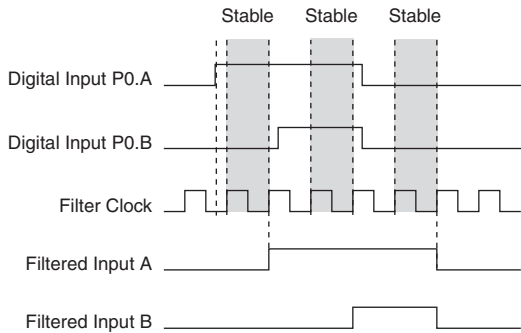 Stable Stable Stable
Digital Input P0.A
Digital Input P0.B
Filter Clock
Filtered Input A
Filtered Input B